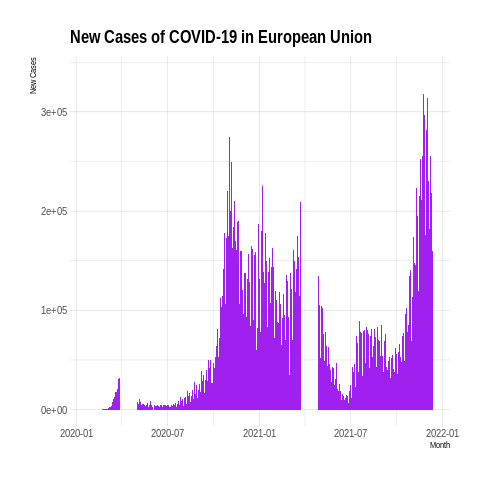 New Cases of COVID-19 in European Union
New Cases
3e+05
2e+05
1e+05
0e+00
2020-01 2020-07 2021-01 2021-07 2022-01
Month